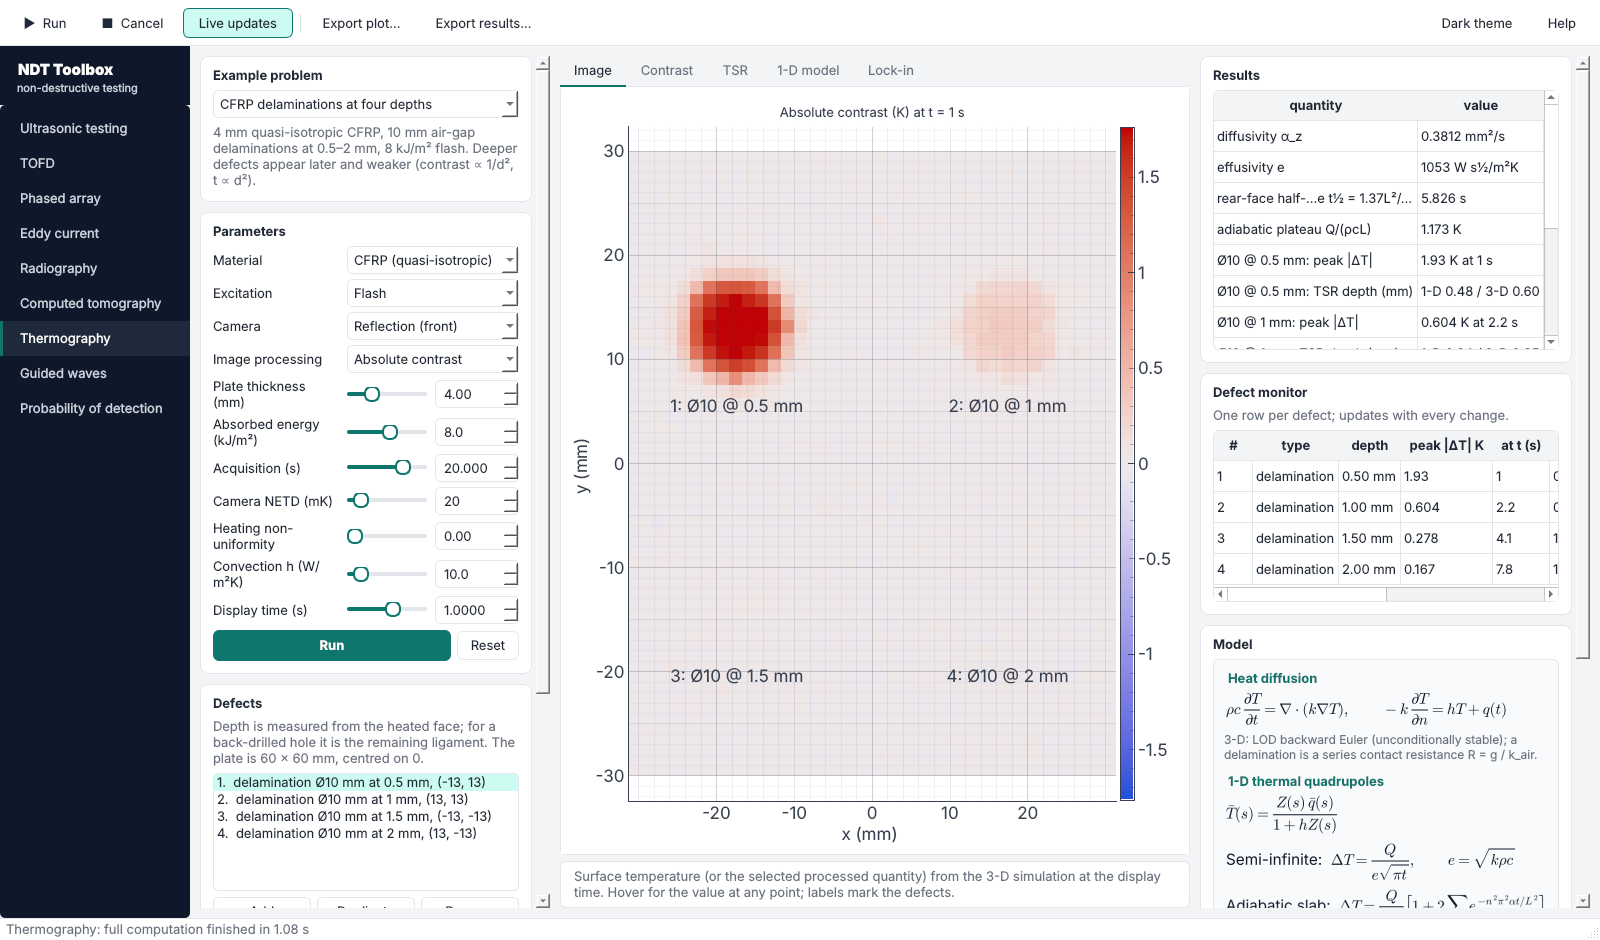 Run
Cancel
Live updates
Export plot...
Export results...
Dark theme
Help
NDT Toolbox
non-destructive testing
Ultrasonic testing
TOFD
Phased array
Eddy current
Radiography
Computed tomography
Thermography
Guided waves
Probability of detection
Example problem
CFRP delaminations at four depths
4 mm quasi-isotropic CFRP, 10 mm air-gap
delaminations at 0.5–2 mm, 8 kJ/m² flash. Deeper
defects appear later and weaker (contrast ∝ 1/d²,
t ∝ d²).
Parameters
Material CFRP (quasi-isotropic)
Excitation Flash
Camera Reflection (front)
Image processing Absolute contrast
Plate thickness
(mm) 4.00
Absorbed energy
(kJ/m²) 8.0
Acquisition (s) 20.000
Camera NETD (mK) 20
Heating non-
uniformity 0.00
Convection h (W/
m²K) 10.0
Display time (s) 1.0000
Run Reset
Defects
Depth is measured from the heated face; for a
back-drilled hole it is the remaining ligament. The
plate is 60 × 60 mm, centred on 0.
1. delamination Ø10 mm at 0.5 mm, (-13, 13)
2. delamination Ø10 mm at 1 mm, (13, 13)
3. delamination Ø10 mm at 1.5 mm, (-13, -13)
4. delamination Ø10 mm at 2 mm, (13, -13)
Image Contrast TSR 1-D model Lock-in
Absolute contrast (K) at t = 1 s
30
20
10
0
-10
-20
-30
y (mm)
-20 -10 0 10 20
x (mm)
1: Ø10 @ 0.5 mm
2: Ø10 @ 1 mm
3: Ø10 @ 1.5 mm
4: Ø10 @ 2 mm
1.5
1
0.5
0
-0.5
-1
-1.5
Surface temperature (or the selected processed quantity) from the 3-D simulation at the display
time. Hover for the value at any point; labels mark the defects.
Results
quantity value
diffusivity α_z 0.3812 mm²/s
effusivity e 1053 W s½/m²K
rear-face half-...e t½ = 1.37L²/... 5.826 s
adiabatic plateau Q/(ρcL) 1.173 K
Ø10 @ 0.5 mm: peak |ΔT| 1.93 K at 1 s
Ø10 @ 0.5 mm: TSR depth (mm) 1-D 0.48 / 3-D 0.60
Ø10 @ 1 mm: peak |ΔT| 0.604 K at 2.2 s
Defect monitor
One row per defect; updates with every change.
# type depth peak |ΔT| K at t (s)
1 delamination 0.50 mm 1.93 1
2 delamination 1.00 mm 0.604 2.2
3 delamination 1.50 mm 0.278 4.1
4 delamination 2.00 mm 0.167 7.8
Model
Heat diffusion
ρc ∂T/∂t = ∇ · (k∇T), −k ∂T/∂n = hT + q(t)
3-D: LOD backward Euler (unconditionally stable); a
delamination is a series contact resistance R = g / k_air.
1-D thermal quadrupoles
T̄(s) = Z(s) q̄(s) / 1 + hZ(s)
Semi-infinite: ΔT = Q / e√πt, e = √kρc
Adiabatic slab: ΔT = Q [1 + 2 ∑ e^−n²π²αt/L²]
Thermography: full computation finished in 1.08 s